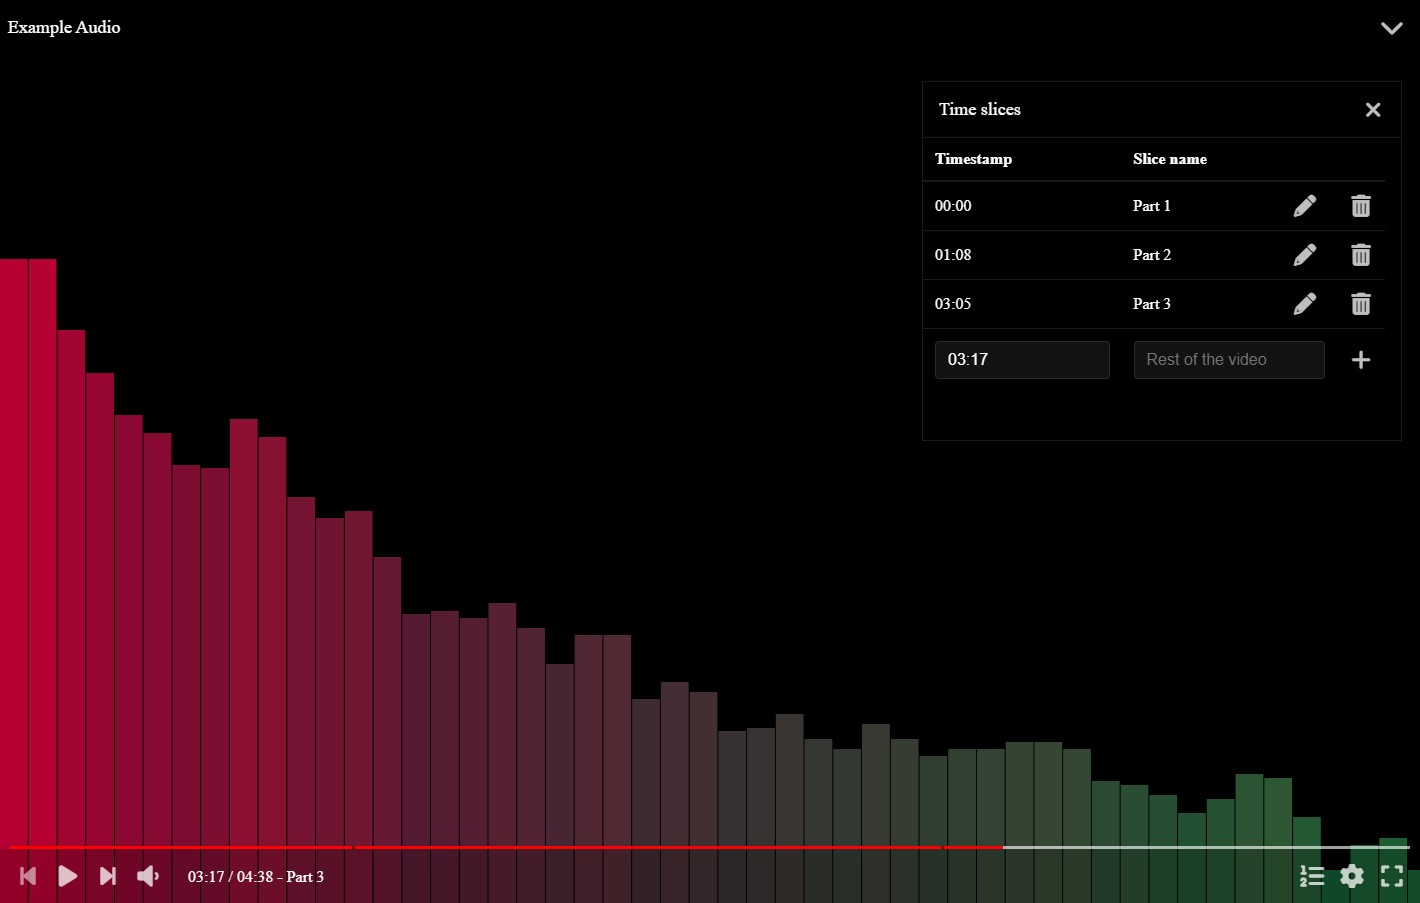 Example Audio
Time slices
Timestamp Slice name
00:00 Part 1
01:08 Part 2
03:05 Part 3
03:17 Rest of the video
03:17 / 04:38 - Part 3